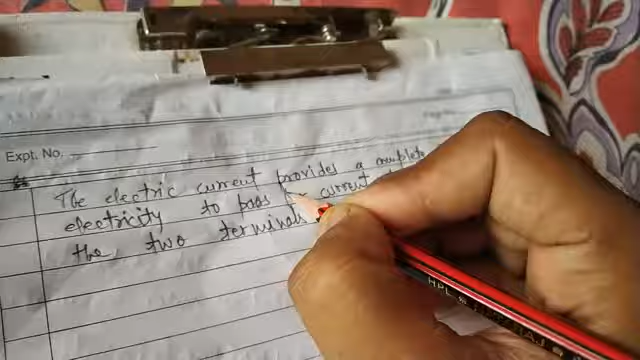 Expt. No.
The electric current provides a complete
electricity to pass current
the two terminals
HPL